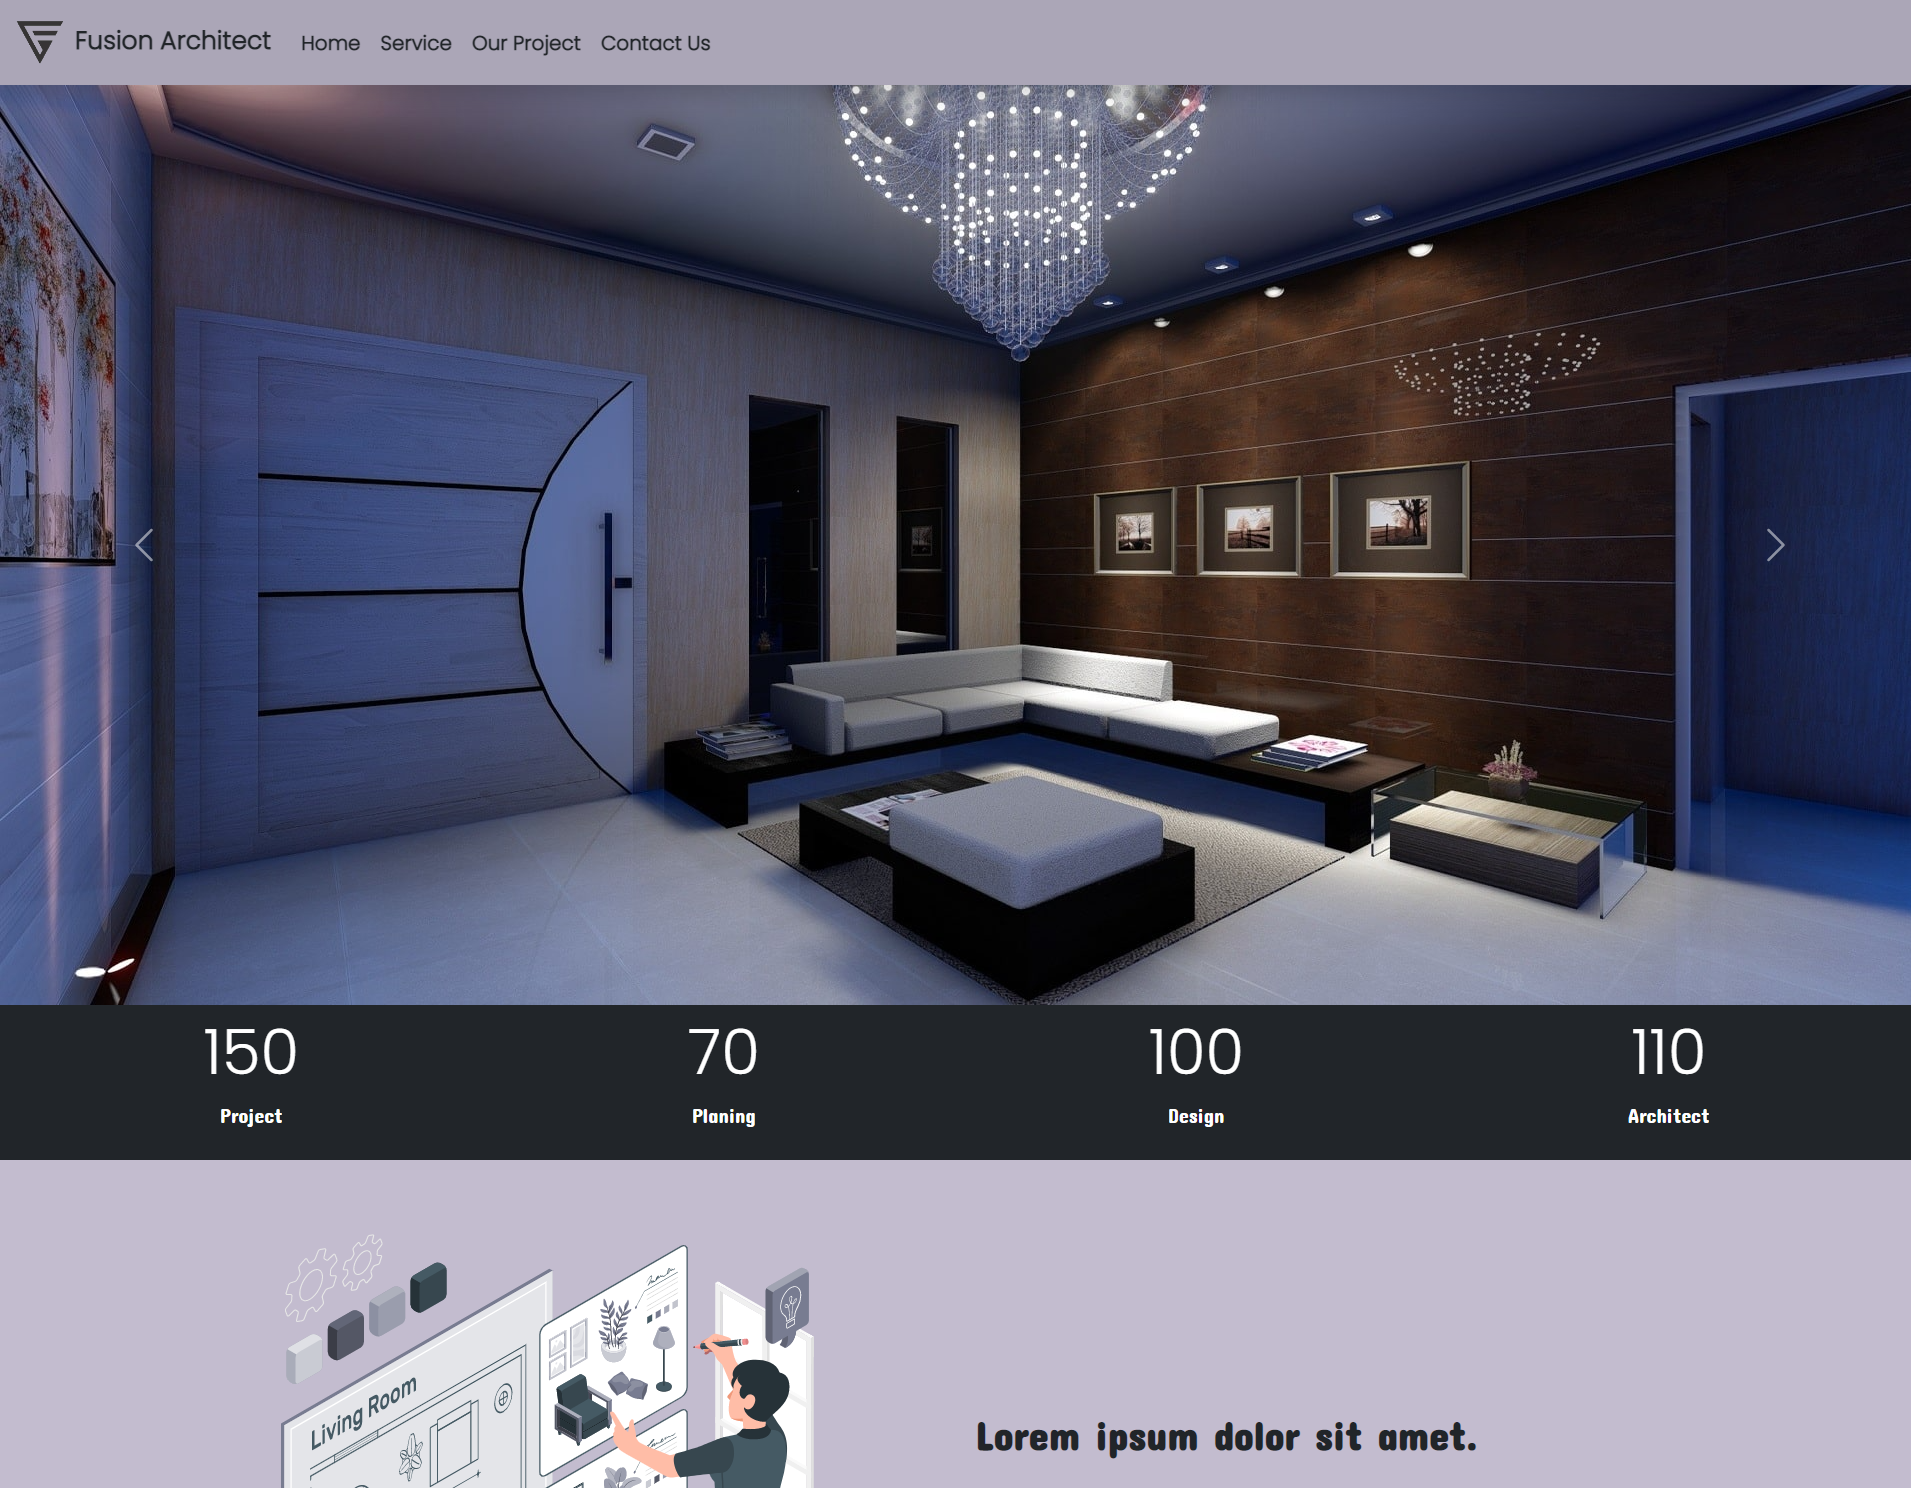 Fusion Architect Home Service Our Project Contact Us
150 70 100 110
Project Planing Design Architect
Living Room
Lorem ipsum dolor sit amet.